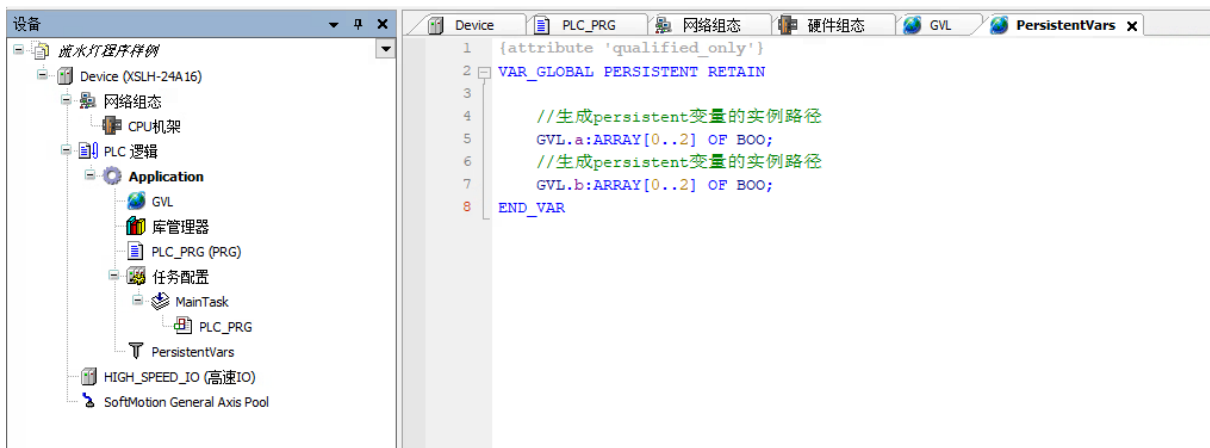 设备
流水灯程序样例
Device (XSLH-24A16)
网络组态
CPU机架
PLC 逻辑
Application
GVL
库管理器
PLC_PRG (PRG)
任务配置
MainTask
PLC_PRG
PersistentVars
HIGH_SPEED_IO (高速IO)
SoftMotion General Axis Pool
Device PLC_PRG 网络组态 硬件组态 GVL PersistentVars X
1 {attribute 'qualified_only'}
2 VAR_GLOBAL PERSISTENT RETAIN
3
4 //生成persistent变量的实例路径
5 GVL.a:ARRAY[0..2] OF BOO;
6 //生成persistent变量的实例路径
7 GVL.b:ARRAY[0..2] OF BOO;
8 END_VAR